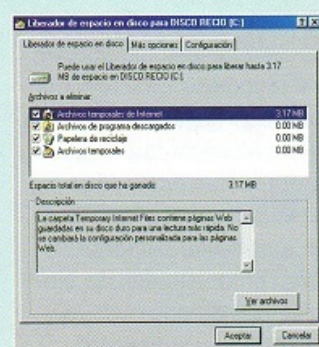 Liberador de espacio en disco para DISCO RECIO (C:)
Liberador de espacio en disco Más opciones Configuración
Puede usar el Liberador de espacio en disco para liberar hasta 3.17
MB de espacio en DISCO RECIO (C:).
Archivos a eliminar:
Archivos temporales de Internet 3.17 MB
Archivos de programa descargados 0.00 MB
Papelera de reciclaje 0.00 MB
Archivos temporales 0.00 MB
Espacio total en disco que ha ganado: 3.17 MB
Descripción
La carpeta Temporary Internet Files contiene páginas Web
guardadas en su disco duro para una lectura más rápida. No
se cambiará la configuración personalizada para las páginas
Web.
Ver archivos
Aceptar Cancelar